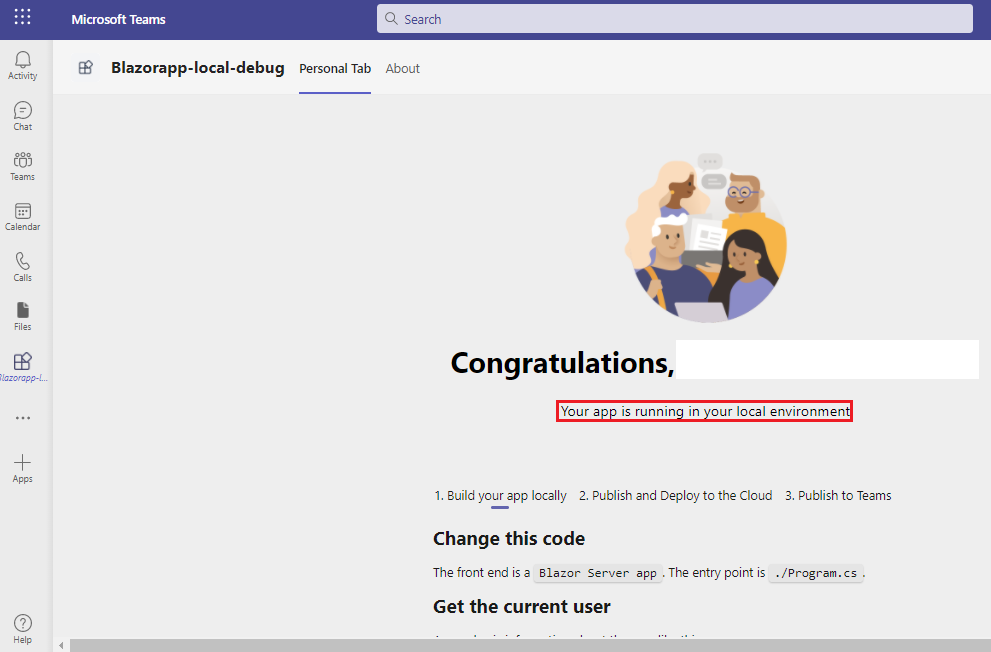 Microsoft Teams
Search
Activity
Chat
Teams
Calendar
Calls
Files
Apps
Help
Blazorapp-local-debug Personal Tab About
Congratulations,
Your app is running in your local environment
1. Build your app locally 2. Publish and Deploy to the Cloud 3. Publish to Teams
Change this code
The front end is a Blazor Server app. The entry point is ./Program.cs.
Get the current user